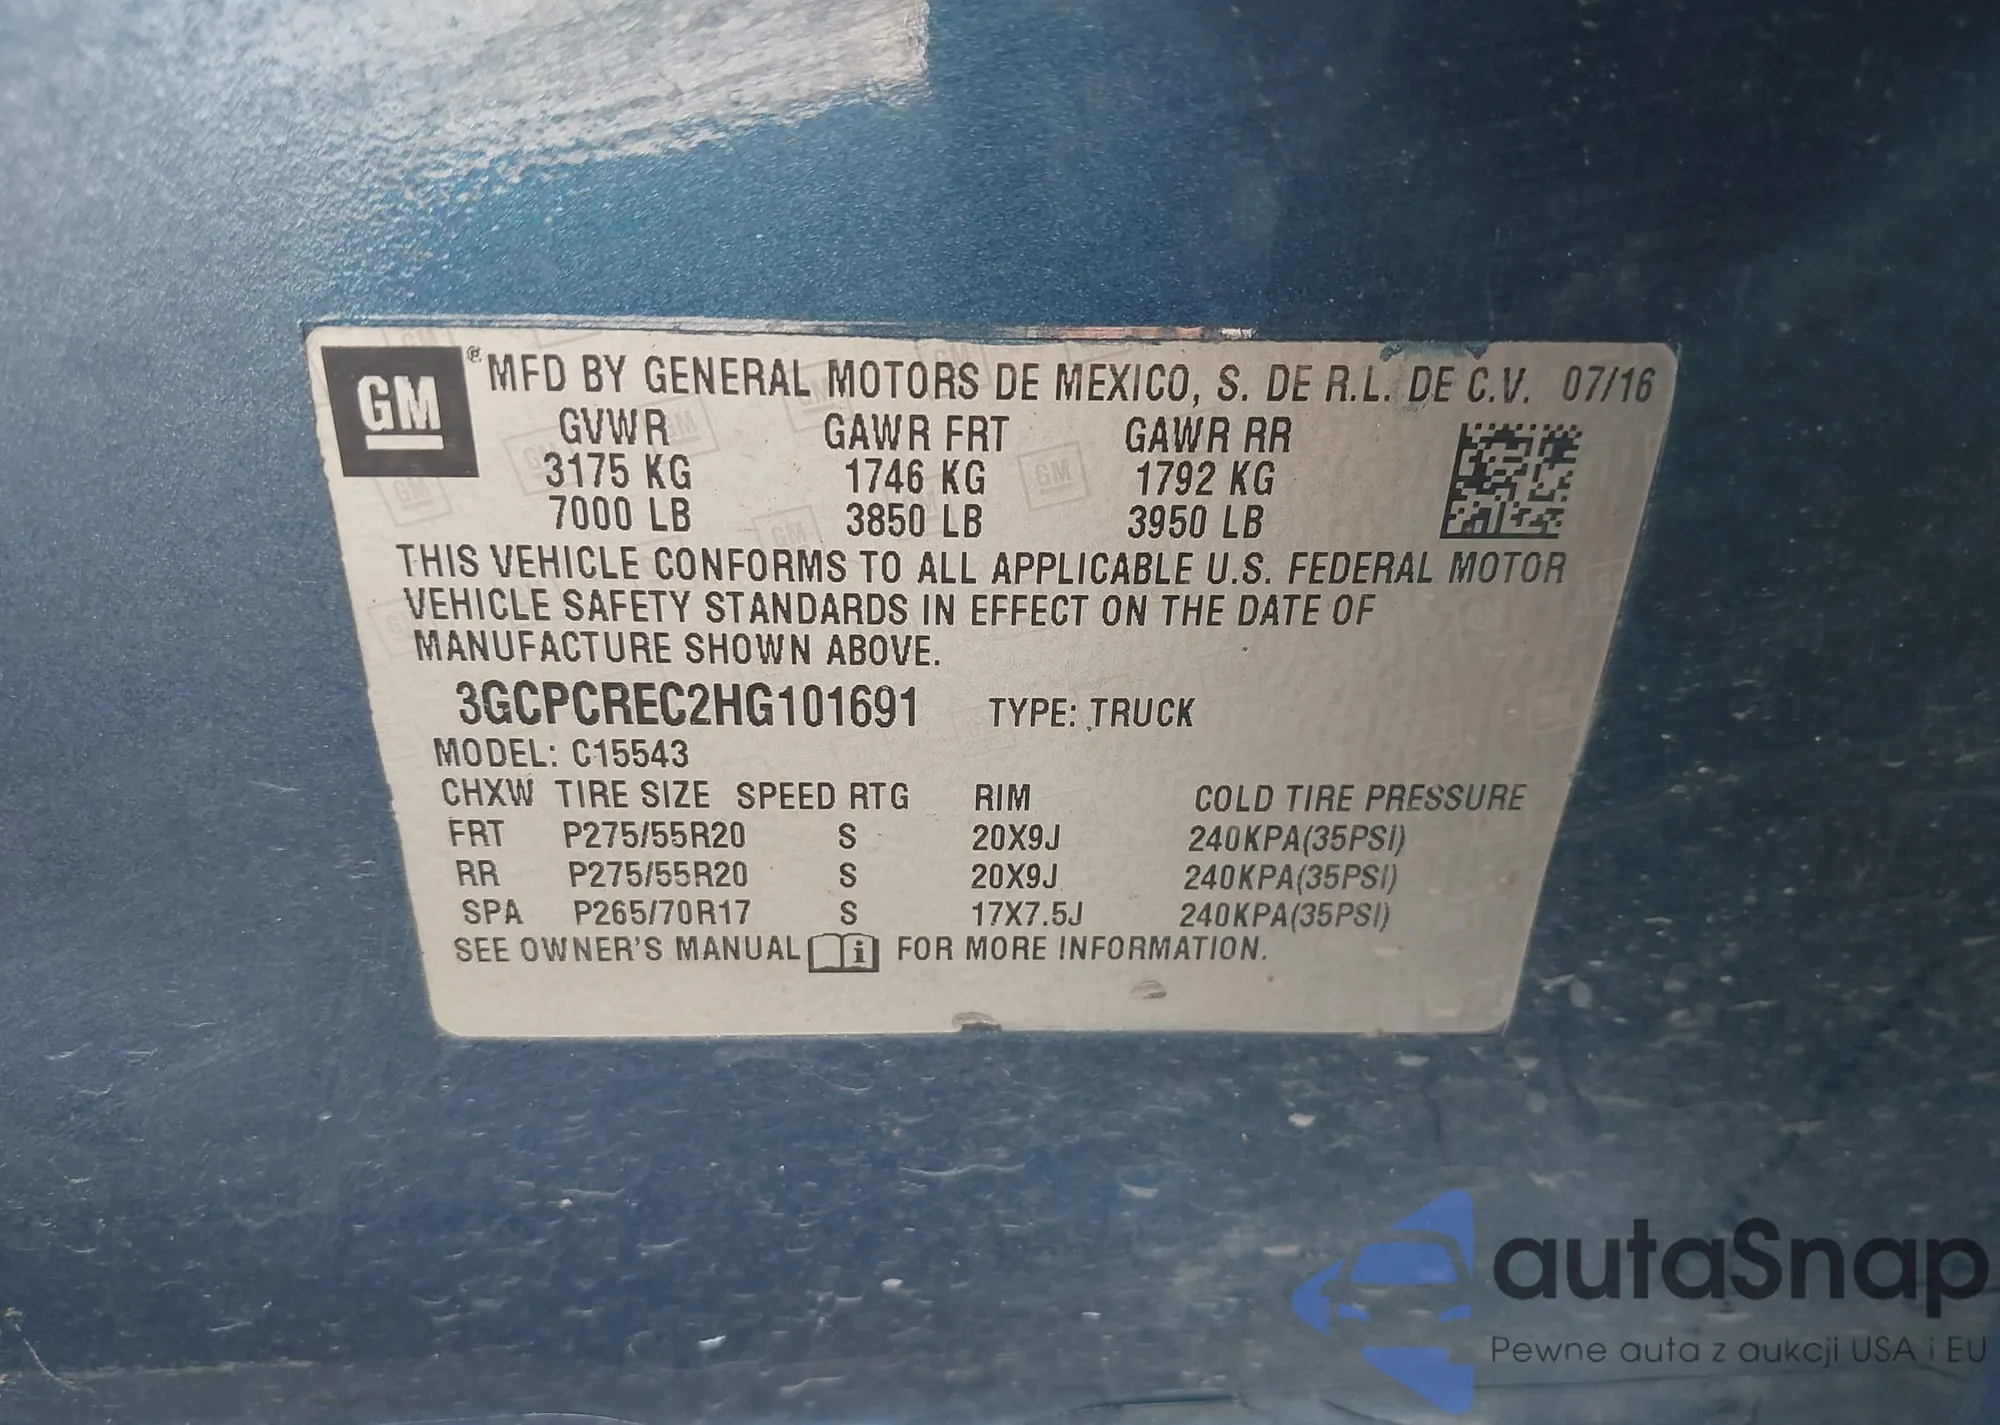 GM ® MFD BY GENERAL MOTORS DE MEXICO, S. DE R.L. DE C.V. 07/16
GVWR GAWR FRT GAWR RR
3175 KG 1746 KG 1792 KG
7000 LB 3850 LB 3950 LB
THIS VEHICLE CONFORMS TO ALL APPLICABLE U.S. FEDERAL MOTOR
VEHICLE SAFETY STANDARDS IN EFFECT ON THE DATE OF
MANUFACTURE SHOWN ABOVE.
3GCPCREC2HG101691 TYPE: TRUCK
MODEL: C15543
CHXW TIRE SIZE SPEED RTG RIM COLD TIRE PRESSURE
FRT P275/55R20 S 20X9J 240KPA(35PSI)
RR P275/55R20 S 20X9J 240KPA(35PSI)
SPA P265/70R17 S 17X7.5J 240KPA(35PSI)
SEE OWNER'S MANUAL i FOR MORE INFORMATION.
autaSnap
Pewne auta z aukcji USA i EU